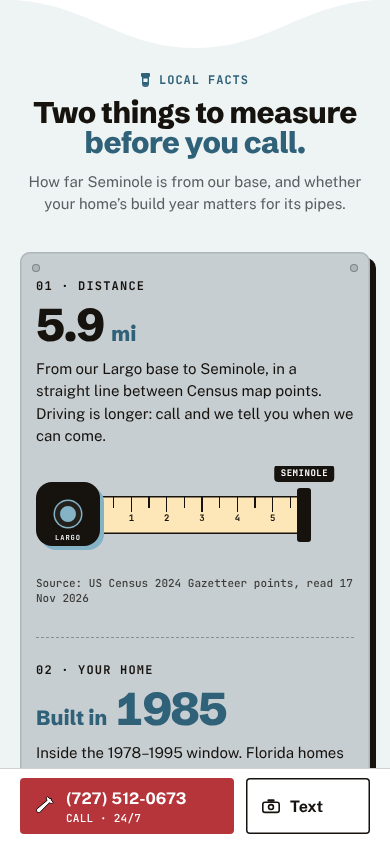 LOCAL FACTS
Two things to measure
before you call.
How far Seminole is from our base, and whether
your home's build year matters for its pipes.
01 · DISTANCE
5.9 mi
From our Largo base to Seminole, in a
straight line between Census map points.
Driving is longer: call and we tell you when we
can come.
SEMINOLE
1 2 3 4 5
LARGO
Source: US Census 2024 Gazetteer points, read 17
Nov 2026
02 · YOUR HOME
Built in 1985
Inside the 1978–1995 window. Florida homes
(727) 512-0673
CALL · 24/7
Text